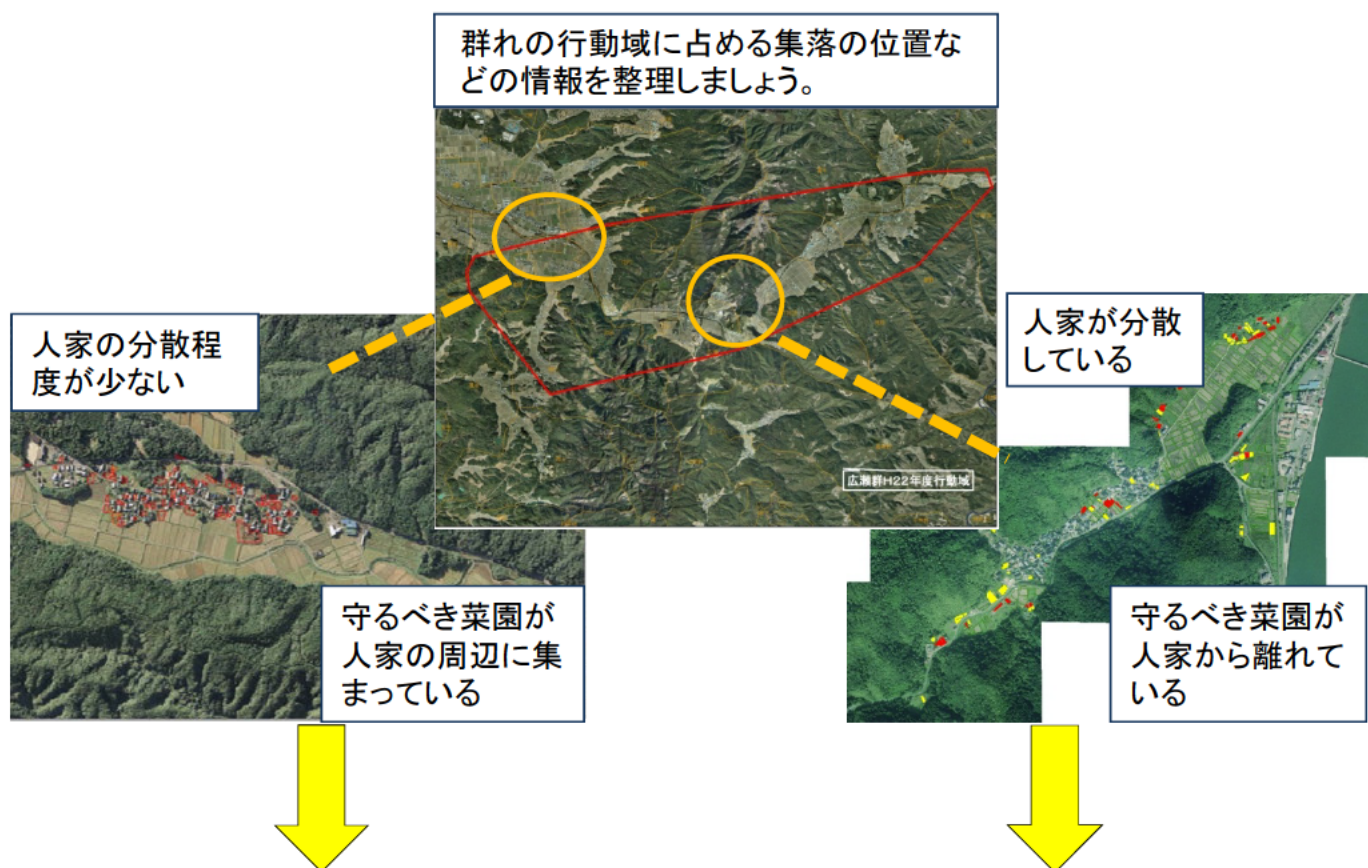 群れの行動域に占める集落の位置な
どの情報を整理しましょう。
人家の分散程
度が少ない
人家が分散
している
広瀬群H22年度行動域
守るべき菜園が
人家の周辺に集
まっている
守るべき菜園が
人家から離れて
いる